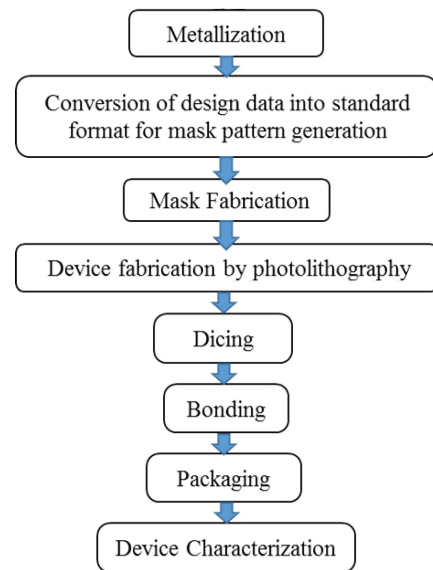 Metallization
Conversion of design data into standard
format for mask pattern generation
Mask Fabrication
Device fabrication by photolithography
Dicing
Bonding
Packaging
Device Characterization